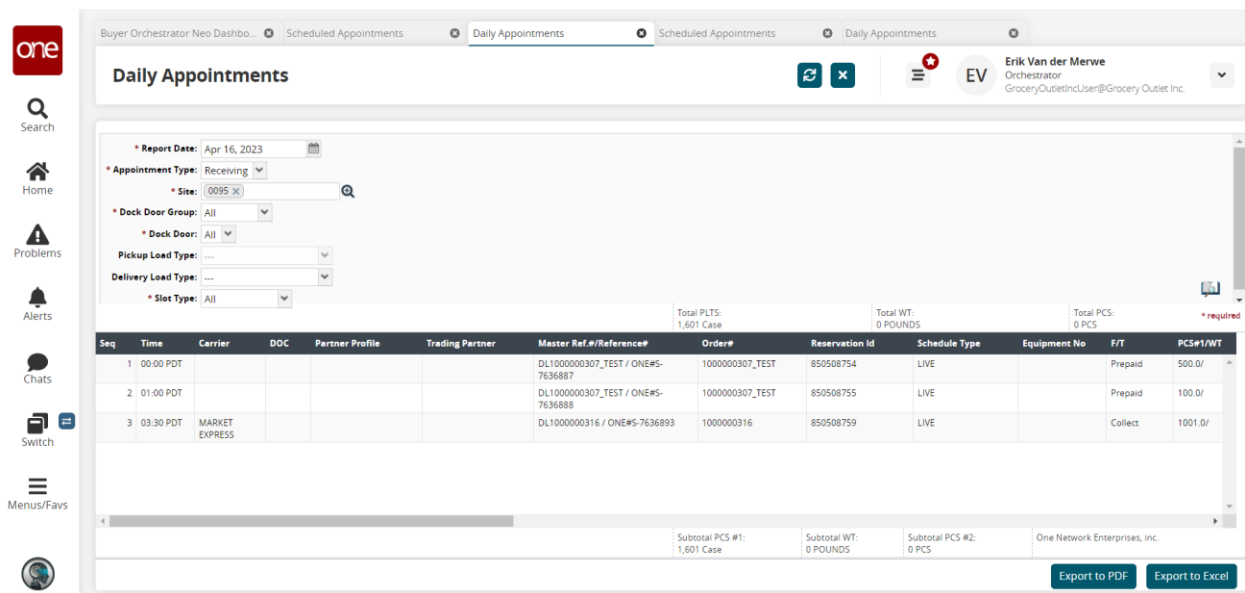 one
Buyer Orchestrator Neo Dashbo... Scheduled Appointments Daily Appointments Scheduled Appointments Daily Appointments
Daily Appointments
EV
Erik Van der Merwe
Orchestrator
GroceryOutletIncUser@Grocery Outlet Inc.
Search
Home
Problems
Alerts
Chats
Switch
Menus/Favs
* Report Date: Apr 16, 2023
* Appointment Type: Receiving
* Site: 0095 ×
* Dock Door Group: All
* Dock Door: All
Pickup Load Type: ---
Delivery Load Type: ---
* Slot Type: All
Total PLTS: Total WT: Total PCS: * required
1,601 Case 0 POUNDS 0 PCS
Seq Time Carrier DOC Partner Profile Trading Partner Master Ref.#/Reference# Order# Reservation Id Schedule Type Equipment No F/T PCS#1/WT
1 00:00 PDT DL1000000307_TEST / ONE#S-7636887 1000000307_TEST 850508754 LIVE Prepaid 500.0/
2 01:00 PDT DL1000000307_TEST / ONE#S-7636888 1000000307_TEST 850508755 LIVE Prepaid 100.0/
3 03:30 PDT MARKET EXPRESS DL1000000316 / ONE#S-7636893 1000000316 850508759 LIVE Collect 1001.0/
Subtotal PCS #1: Subtotal WT: Subtotal PCS #2: One Network Enterprises, inc.
1,601 Case 0 POUNDS 0 PCS
Export to PDF Export to Excel